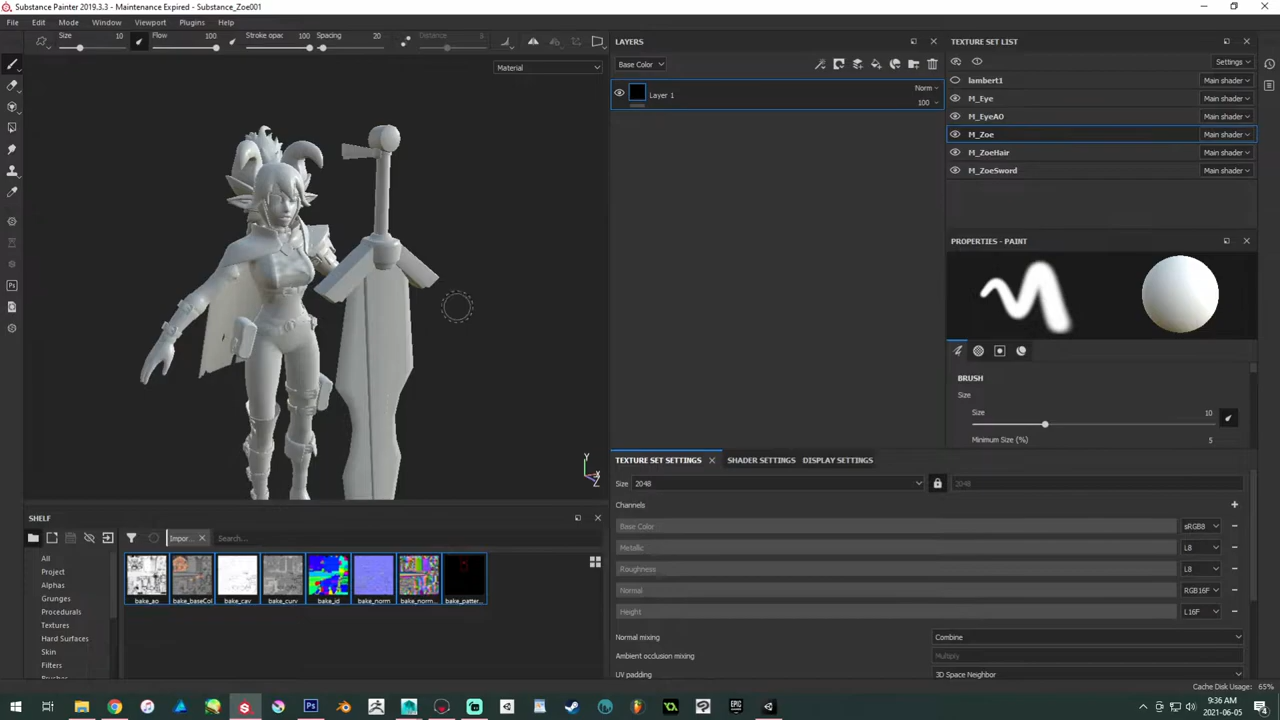 Substance Painter 2019.3.3 - Maintenance Expired - Substance_Zoe001
File Edit Mode Window Viewport Plugins Help
Size 10 Flow 100 Stroke opac 100 Spacing 20 Distance 8
Material
LAYERS
Base Color
Layer 1 Norm
100
TEXTURE SET LIST
Settings
lambert1 Main shader
M_Eye Main shader
M_EyeAO Main shader
M_Zoe Main shader
M_ZoeHair Main shader
M_ZoeSword Main shader
PROPERTIES - PAINT
BRUSH
Size
Size 10
Minimum Size (%) 5
Y
X
Z
TEXTURE SET SETTINGS SHADER SETTINGS DISPLAY SETTINGS
Size 2048 2048
Channels
Base Color sRGB8
Metallic L8
Roughness L8
Normal RGB16F
Height L16F
Normal mixing Combine
Ambient occlusion mixing Multiply
UV padding 3D Space Neighbor
SHELF
Impor... Search...
All
Project
Alphas
Grunges
Procedurals
Textures
Hard Surfaces
Skin
Filters
Brushes
bake_ao bake_baseCol bake_cav bake_curv bake_id bake_norm bake_norm... bake_patter...
Cache Disk Usage: 65%
9:36 AM
2021-06-05